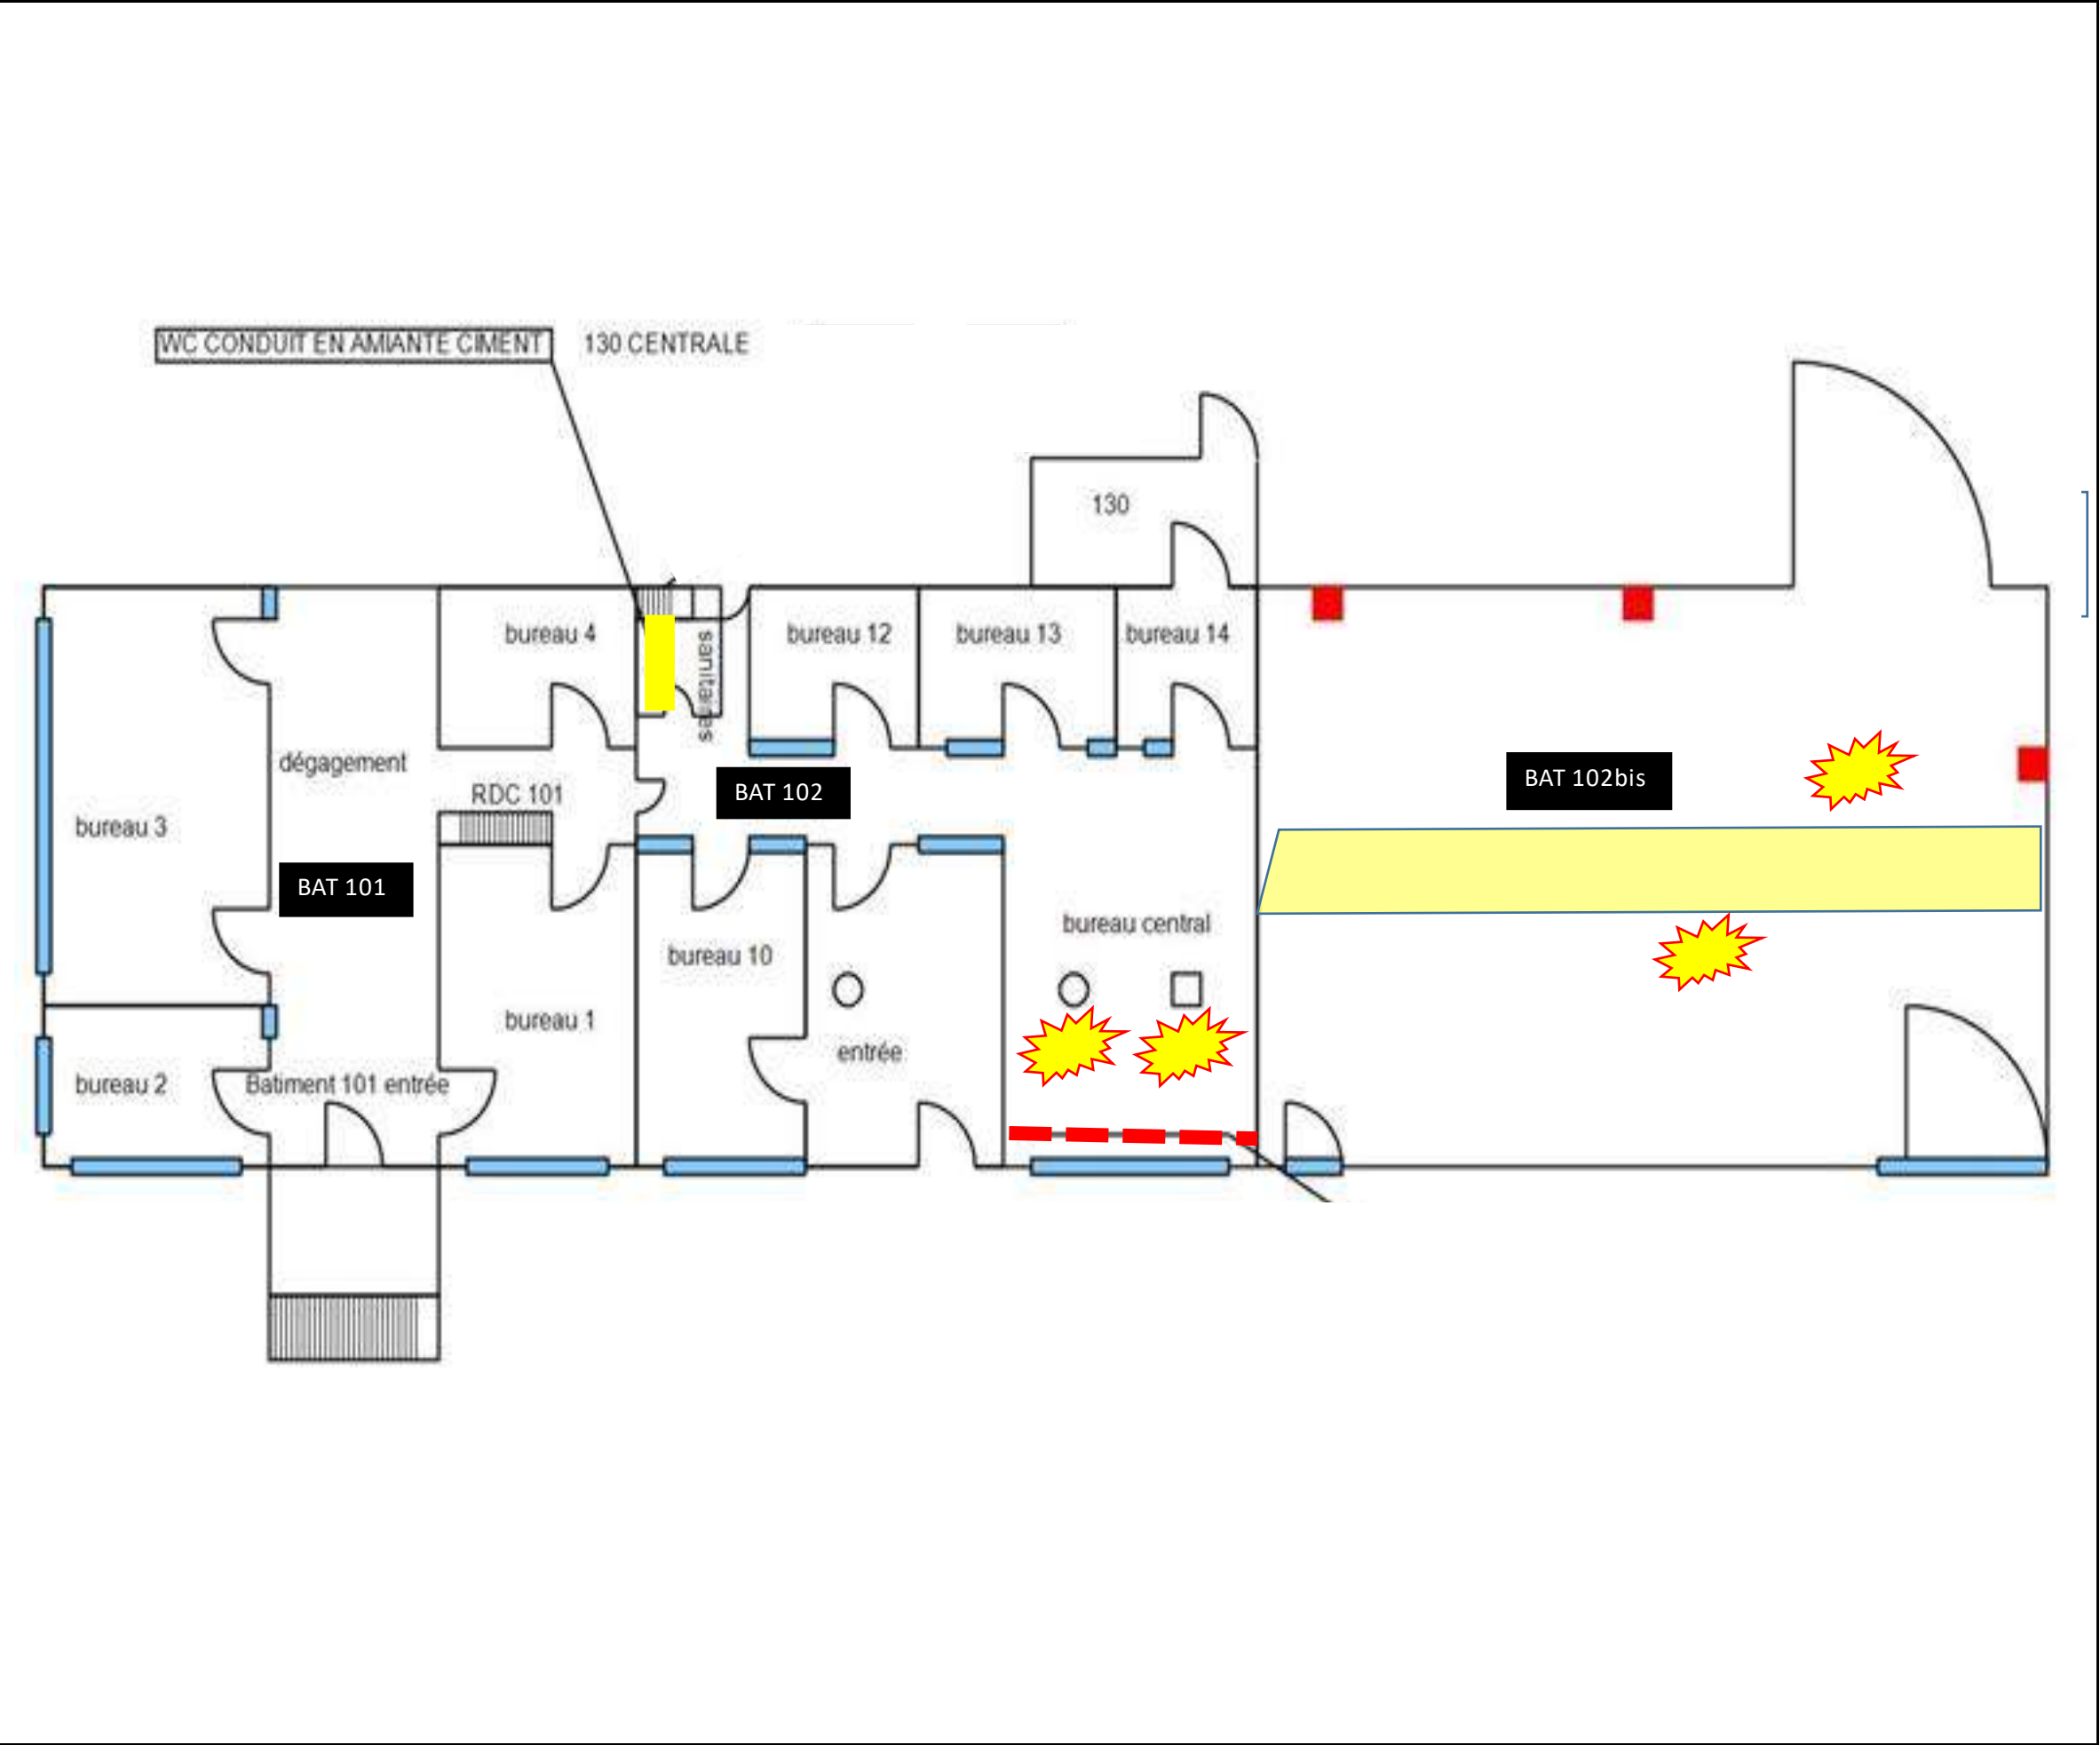 WC CONDUIT EN AMIANTE CIMENT
130 CENTRALE
130
bureau 4
sanitaires
bureau 12
bureau 13
bureau 14
dégagement
RDC 101
BAT 102
BAT 102bis
bureau 3
BAT 101
bureau central
bureau 10
bureau 1
entrée
bureau 2
Batiment 101 entrée